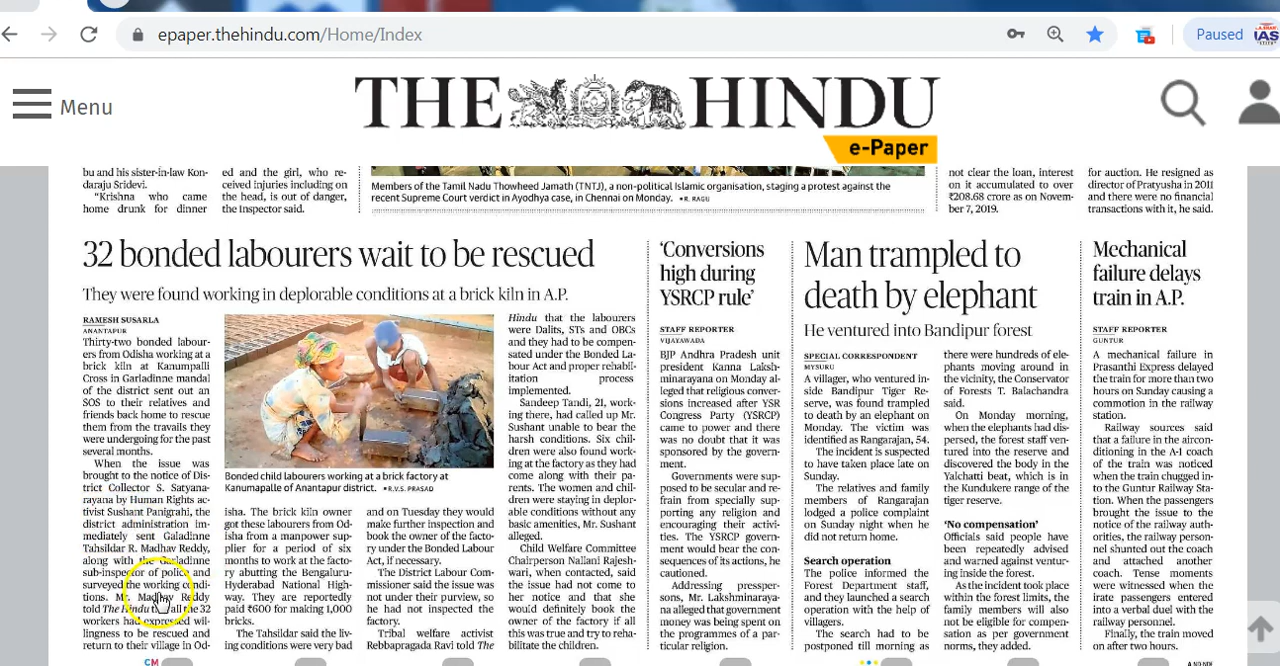 epaper.thehindu.com/Home/Index
Paused
IAS
Menu
THE HINDU
e-Paper
bu and his sister-in-law Kon-
daraju Sridevi.
“Krishna who came
home drunk for dinner
ed and the girl, who re-
ceived injuries including on
the head, is out of danger,
the Inspector said.
Members of the Tamil Nadu Thowheed Jamath (TNTJ), a non-political Islamic organisation, staging a protest against the
recent Supreme Court verdict in Ayodhya case, in Chennai on Monday. •R. RAGU
not clear the loan, interest
on it accumulated to over
₹208.68 crore as on Novem-
ber 7, 2019.
for auction. He resigned as
director of Pratyusha in 2011
and there were no financial
transactions with it, he said.
32 bonded labourers wait to be rescued
They were found working in deplorable conditions at a brick kiln in A.P.
RAMESH SUSARLA
ANANTAPUR
Thirty-two bonded labour-
ers from Odisha working at a
brick kiln at Kanumpalli
Cross in Garladinne mandal
of the district sent out an
SOS to their relatives and
friends back home to rescue
them from the travails they
were undergoing for the past
several months.
When the issue was
brought to the notice of Dis-
trict Collector S. Satyana-
rayana by Human Rights ac-
tivist Sushant Panigrahi, the
district administration im-
mediately sent Galadinne
Tahsildar R. Madhav Reddy,
along with the Garladinne
sub-inspector of police and
surveyed the working condi-
tions. Mr. Madhav Reddy
told The Hindu all the 32
workers had expressed wil-
lingness to be rescued and
return to their village in Od-
Bonded child labourers working at a brick factory at
Kanumapalle of Anantapur district. •R.V.S. PRASAD
isha. The brick kiln owner
got these labourers from Od-
isha from a manpower sup-
plier for a period of six
months to work at the facto-
ry abutting the Bengaluru-
Hyderabad National High-
way. They are reportedly
paid ₹600 for making 1,000
bricks.
The Tahsildar said the liv-
ing conditions were very bad
and on Tuesday they would
make further inspection and
book the owner of the facto-
ry under the Bonded Labour
Act, if necessary.
The District Labour Com-
missioner said the issue was
not under their purview, so
he had not inspected the
factory.
Tribal welfare activist
Rebbapragada Ravi told The
Hindu that the labourers
were Dalits, STs and OBCs
and they had to be compen-
sated under the Bonded La-
bour Act and proper rehabil-
itation process
implemented.
Sandeep Tandi, 21, work-
ing there, had called up Mr.
Sushant unable to bear the
harsh conditions. Six chil-
dren were also found work-
ing at the factory as they had
come along with their pa-
rents. The women and chil-
dren were staying in deplor-
able conditions without any
basic amenities, Mr. Sushant
alleged.
Child Welfare Committee
Chairperson Nallani Rajesh-
wari, when contacted, said
the issue had not come to
her notice and that she
would definitely book the
owner of the factory if all
this was true and try to reha-
bilitate the children.
‘Conversions
high during
YSRCP rule’
STAFF REPORTER
VIJAYAWADA
BJP Andhra Pradesh unit
president Kanna Laksh-
minarayana on Monday al-
leged that religious conver-
sions increased after YSR
Congress Party (YSRCP)
came to power and there
was no doubt that it was
sponsored by the govern-
ment.
Governments were sup-
posed to be secular and re-
frain from specially sup-
porting any religion and
encouraging their activi-
ties. The YSRCP govern-
ment would bear the con-
sequences of its actions, he
cautioned.
Addressing presper-
sons, Mr. Lakshminaraya-
na alleged that government
money was being spent on
the programmes of a par-
ticular religion.
Man trampled to
death by elephant
He ventured into Bandipur forest
SPECIAL CORRESPONDENT
MYSURU
A villager, who ventured in-
side Bandipur Tiger Re-
serve, was found trampled
to death by an elephant on
Monday. The victim was
identified as Rangarajan, 54.
The incident is suspected
to have taken place late on
Sunday.
The relatives and family
members of Rangarajan
lodged a police complaint
on Sunday night when he
did not return home.
Search operation
The police informed the
Forest Department staff,
and they launched a search
operation with the help of
villagers.
The search had to be
postponed till morning as
there were hundreds of ele-
phants moving around in
the vicinity, the Conservator
of Forests T. Balachandra
said.
On Monday morning,
when the elephants had dis-
persed, the forest staff ven-
tured into the reserve and
discovered the body in the
Yalchatti beat, which is in
the Kundukere range of the
tiger reserve.
‘No compensation’
Officials said people have
been repeatedly advised
and warned against ventur-
ing inside the forest.
As the incident took place
within the forest limits, the
family members will also
not be eligible for compen-
sation as per government
norms, they added.
Mechanical
failure delays
train in A.P.
STAFF REPORTER
GUNTUR
A mechanical failure in
Prasanthi Express delayed
the train for more than two
hours on Sunday causing a
commotion in the railway
station.
Railway sources said
that a failure in the aircon-
ditioning in the A-1 coach
of the train was noticed
when the train chugged in-
to the Guntur Railway Sta-
tion. When the passengers
brought the issue to the
notice of the railway auth-
orities, the railway person-
nel shunted out the coach
and attached another
coach. Tense moments
were witnessed when the
irate passengers entered
into a verbal duel with the
railway personnel.
Finally, the train moved
on after two hours.
CM